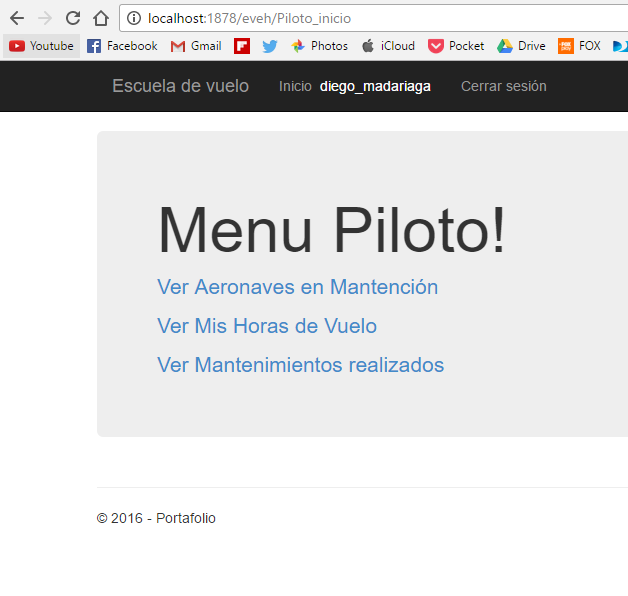 localhost:1878/eveh/Piloto_inicio
Youtube Facebook Gmail Photos iCloud Pocket Drive FOX
Escuela de vuelo Inicio diego_madariaga Cerrar sesión
Menu Piloto!
Ver Aeronaves en Mantención
Ver Mis Horas de Vuelo
Ver Mantenimientos realizados
© 2016 - Portafolio